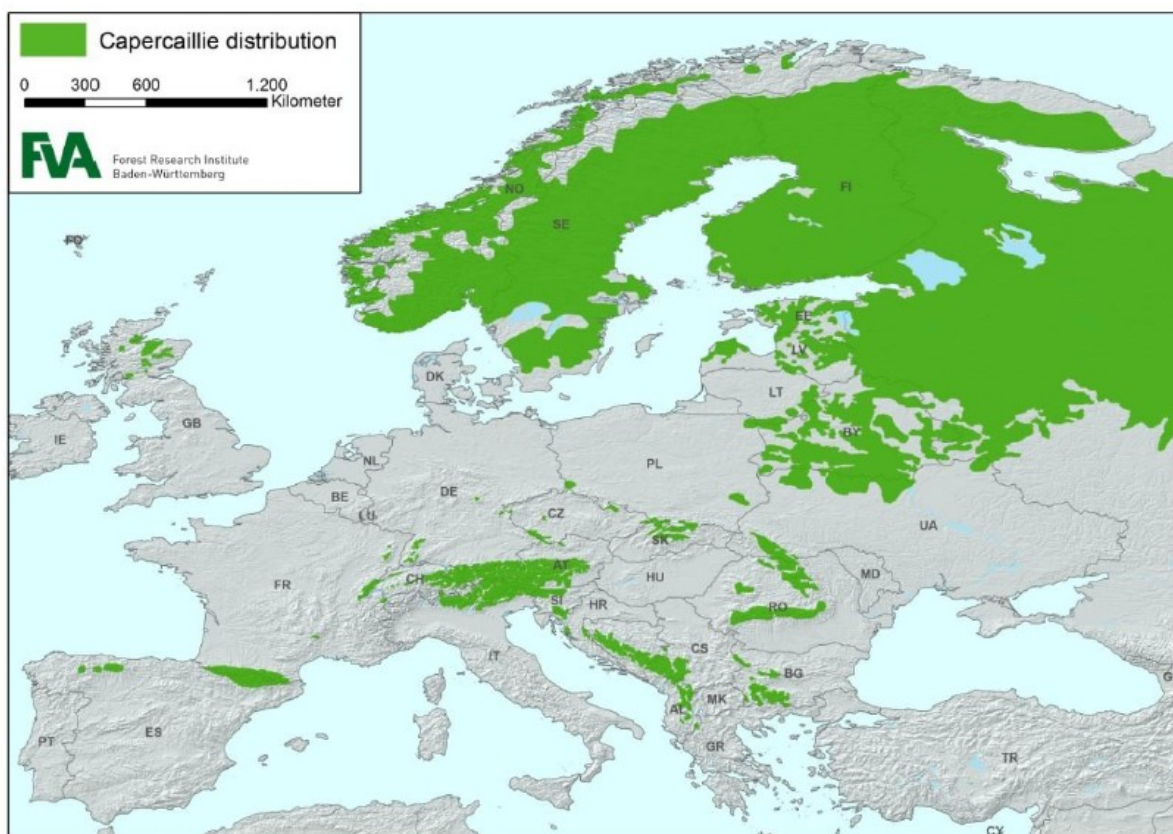 Capercaillie distribution
0 300 600 1.200
Kilometer
FVA
Forest Research Institute
Baden-Württemberg
NO
SE
FI
FO
EE
LV
DK
LT
GB
IE
BY
NL
PL
DE
BE
LU
CZ
UA
SK
FR
CH
AT
HU
MD
SI
HR
RO
IT
CS
BG
AL
MK
PT
ES
GR
TR
G
CY